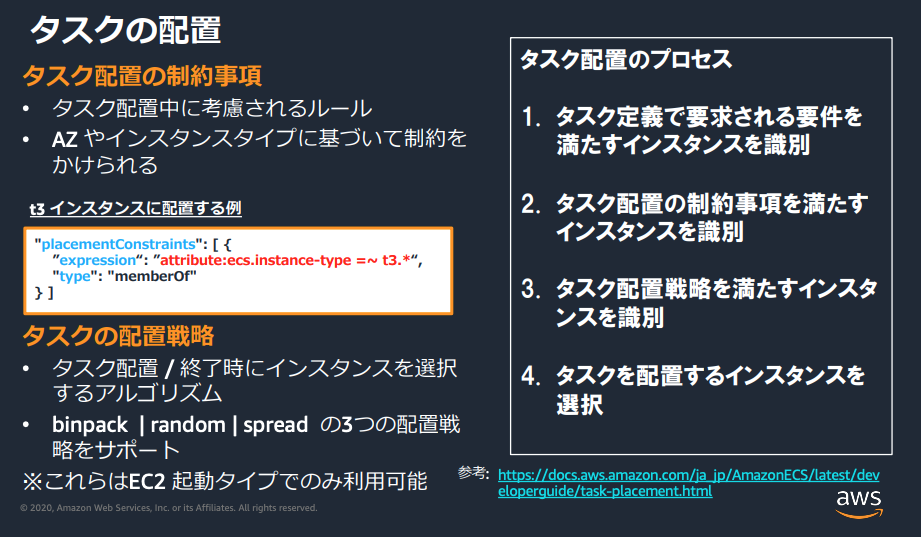 タスクの配置
タスク配置の制約事項
• タスク配置中に考慮されるルール
• AZ やインスタンスタイプに基づいて制約を
かけられる
t3 インスタンスに配置する例
"placementConstraints": [ {
"expression“: ”attribute:ecs.instance-type =~ t3.*“,
"type": "memberOf"
} ]
タスクの配置戦略
• タスク配置 / 終了時にインスタンスを選択
するアルゴリズム
• binpack | random | spread の3つの配置戦
略をサポート
※これらはEC2 起動タイプでのみ利用可能
タスク配置のプロセス
1. タスク定義で要求される要件を
満たすインスタンスを識別
2. タスク配置の制約事項を満たす
インスタンスを識別
3. タスク配置戦略を満たすインスタ
ンスを識別
4. タスクを配置するインスタンスを
選択
参考: https://docs.aws.amazon.com/ja_jp/AmazonECS/latest/dev
eloperguide/task-placement.html
© 2020, Amazon Web Services, Inc. or its Affiliates. All rights reserved.
aws